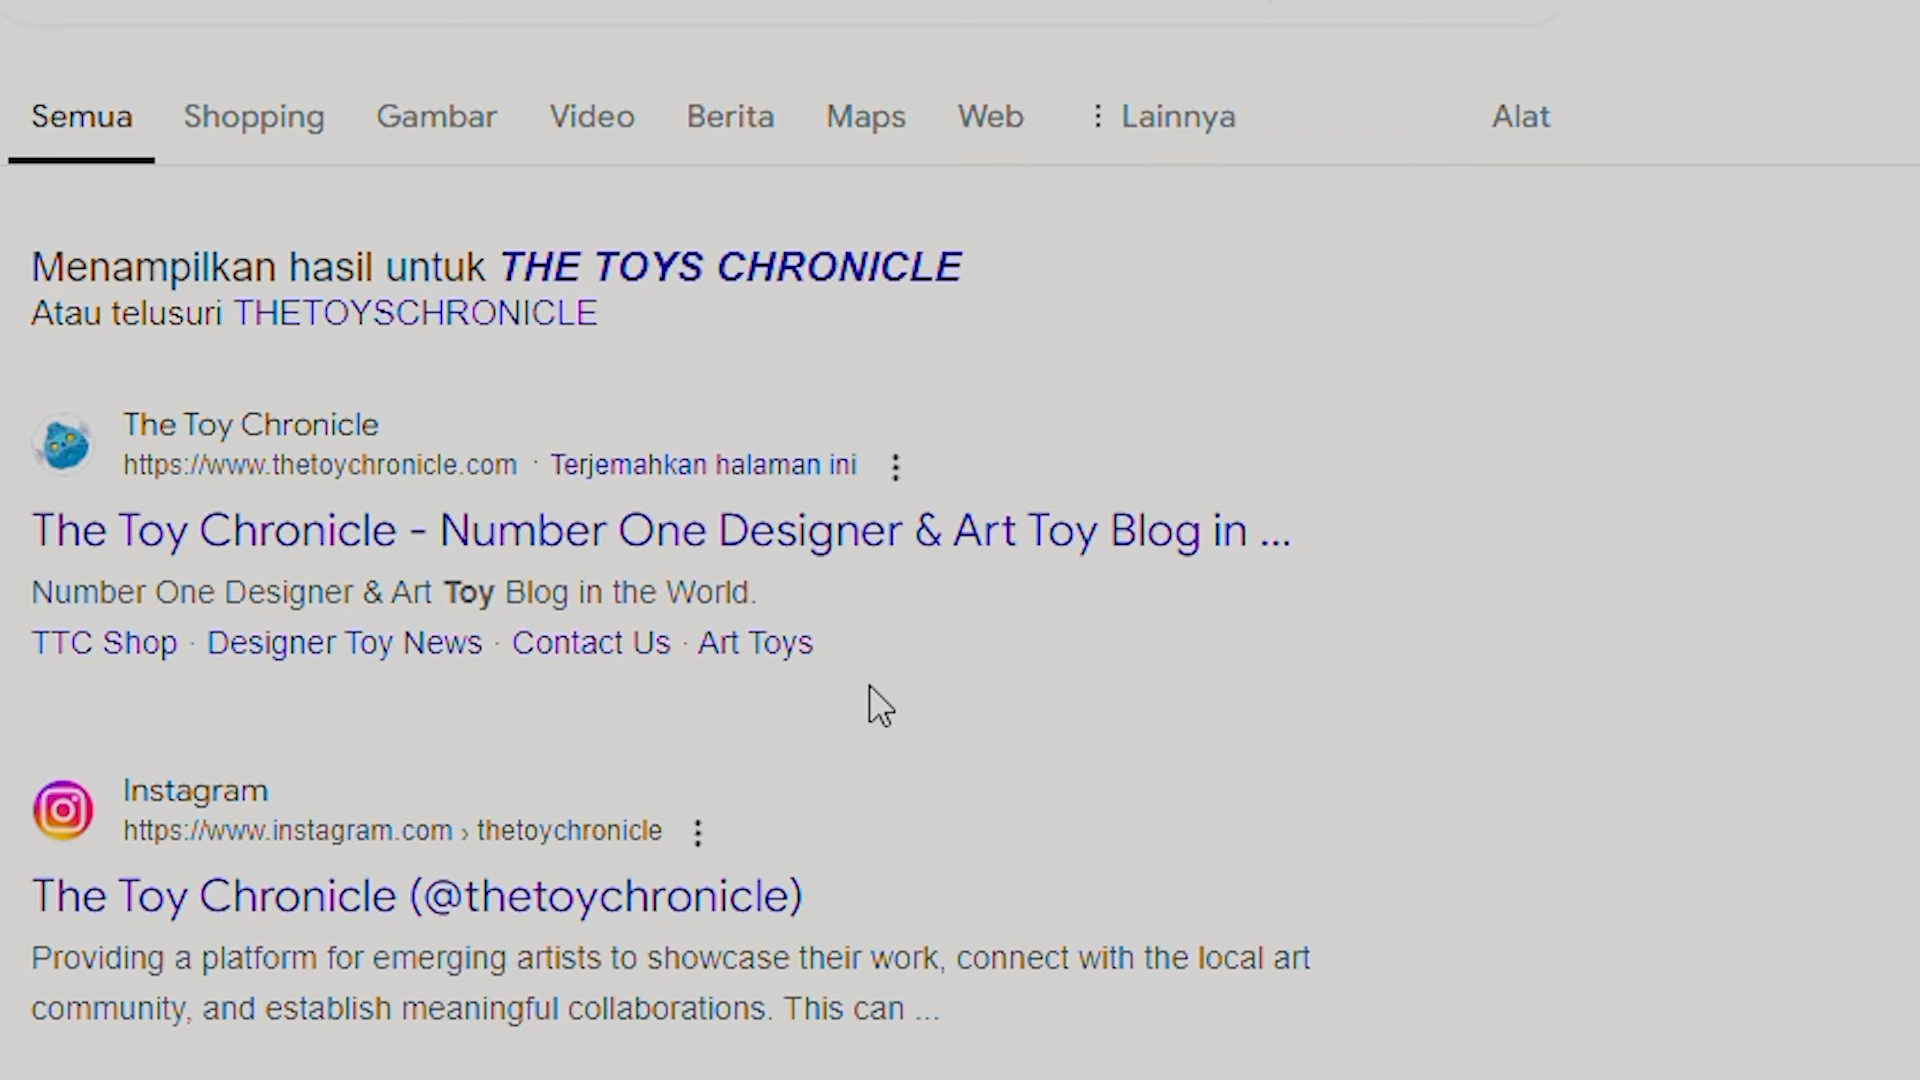 Semua Shopping Gambar Video Berita Maps Web Lainnya Alat
Menampilkan hasil untuk THE TOYS CHRONICLE
Atau telusuri THETOYSCHRONICLE
The Toy Chronicle
https://www.thetoychronicle.com · Terjemahkan halaman ini
The Toy Chronicle - Number One Designer & Art Toy Blog in ...
Number One Designer & Art Toy Blog in the World.
TTC Shop · Designer Toy News · Contact Us · Art Toys
Instagram
https://www.instagram.com › thetoychronicle
The Toy Chronicle (@thetoychronicle)
Providing a platform for emerging artists to showcase their work, connect with the local art
community, and establish meaningful collaborations. This can ...